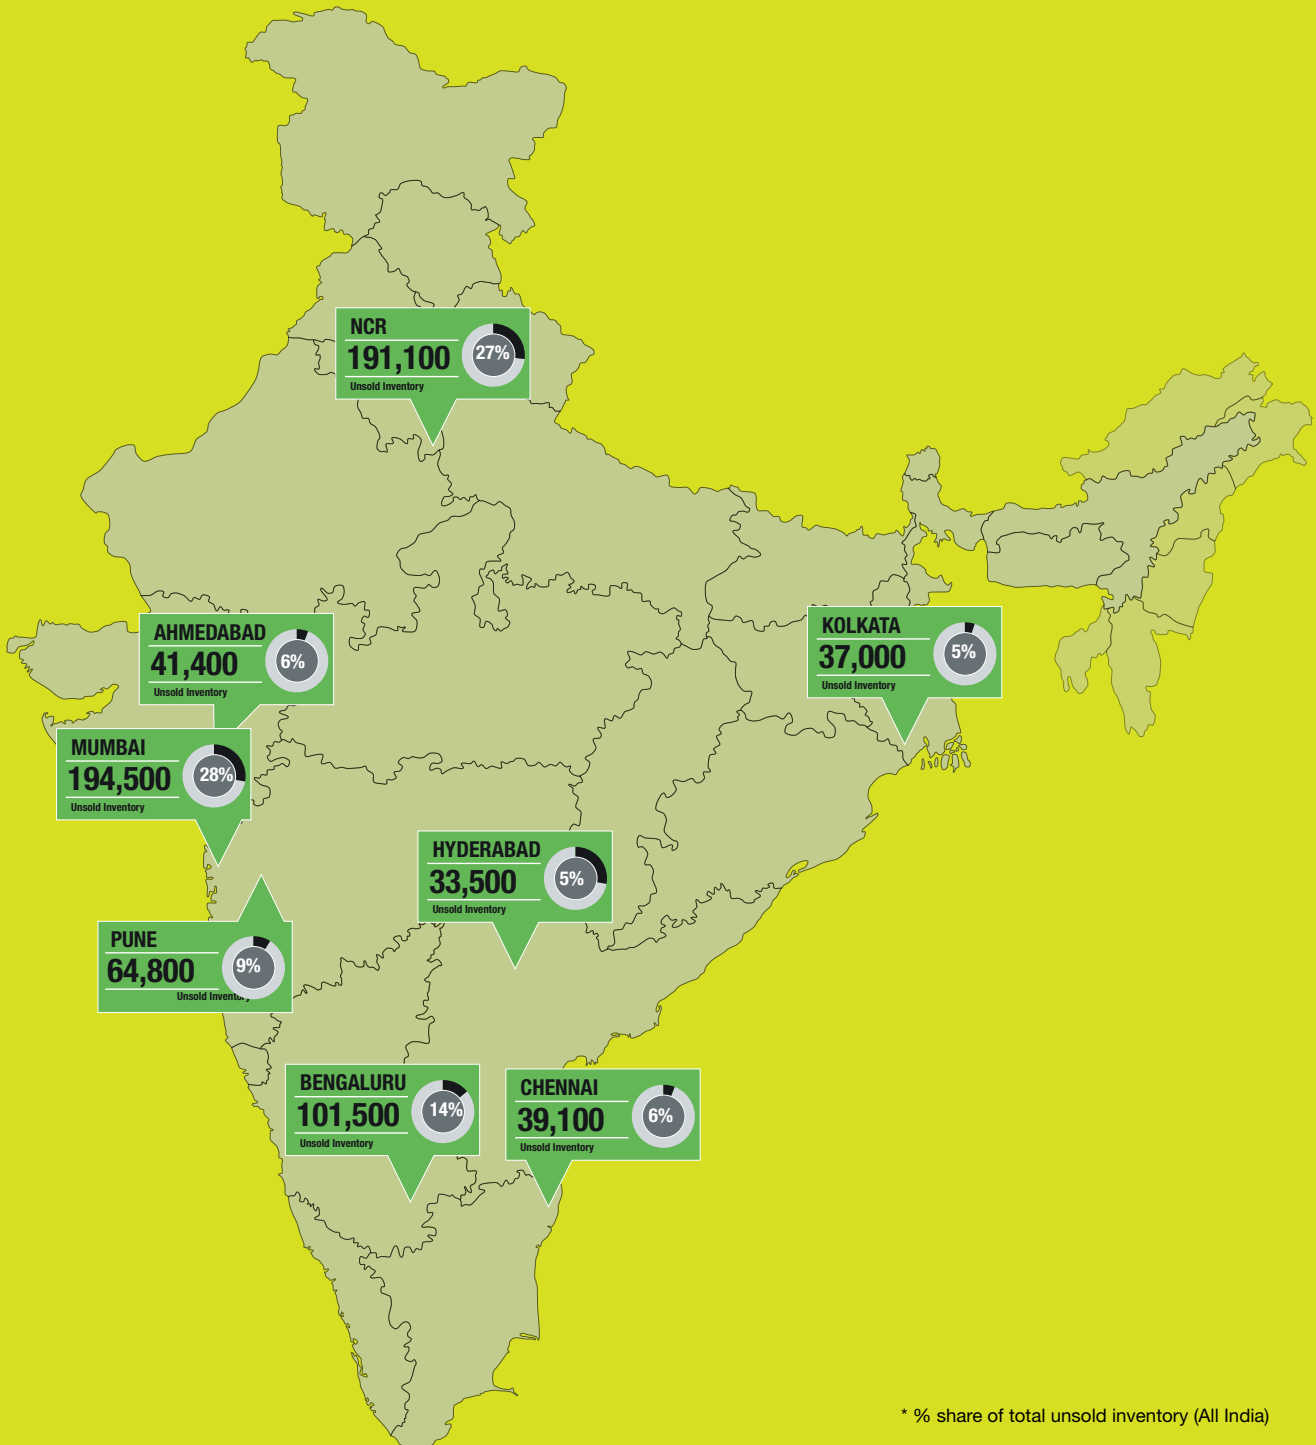 NCR
191,100
27%
Unsold Inventory
AHMEDABAD
41,400
6%
Unsold Inventory
KOLKATA
37,000
5%
Unsold Inventory
MUMBAI
194,500
28%
Unsold Inventory
HYDERABAD
33,500
5%
Unsold Inventory
PUNE
64,800
9%
Unsold Inventory
BENGALURU
101,500
14%
Unsold Inventory
CHENNAI
39,100
6%
Unsold Inventory
* % share of total unsold inventory (All India)